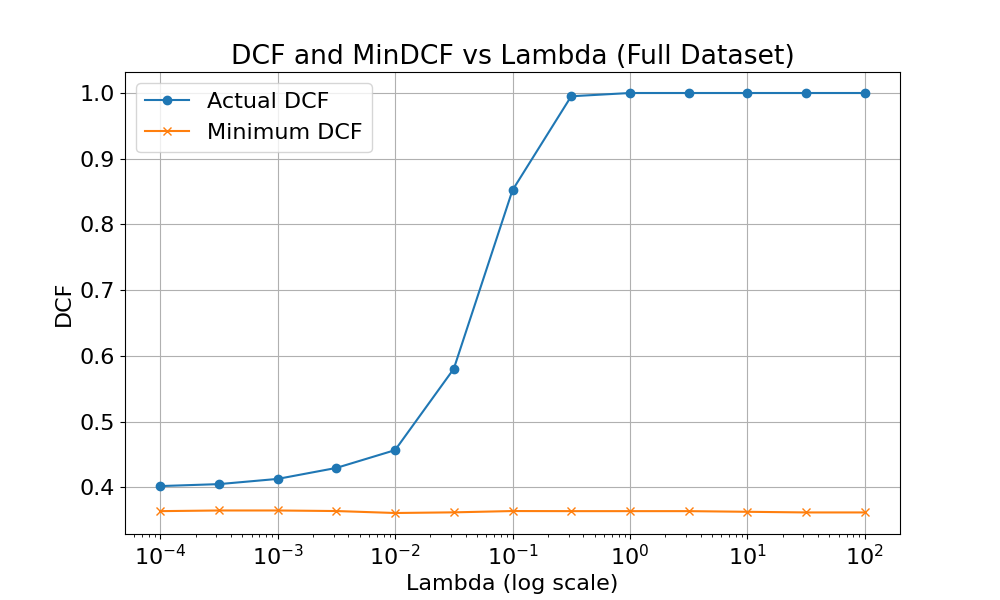 DCF and MinDCF vs Lambda (Full Dataset)
Actual DCF
Minimum DCF
1.0
0.9
0.8
0.7
0.6
0.5
0.4
DCF
10⁻⁴
10⁻³
10⁻²
10⁻¹
10⁰
10¹
10²
Lambda (log scale)